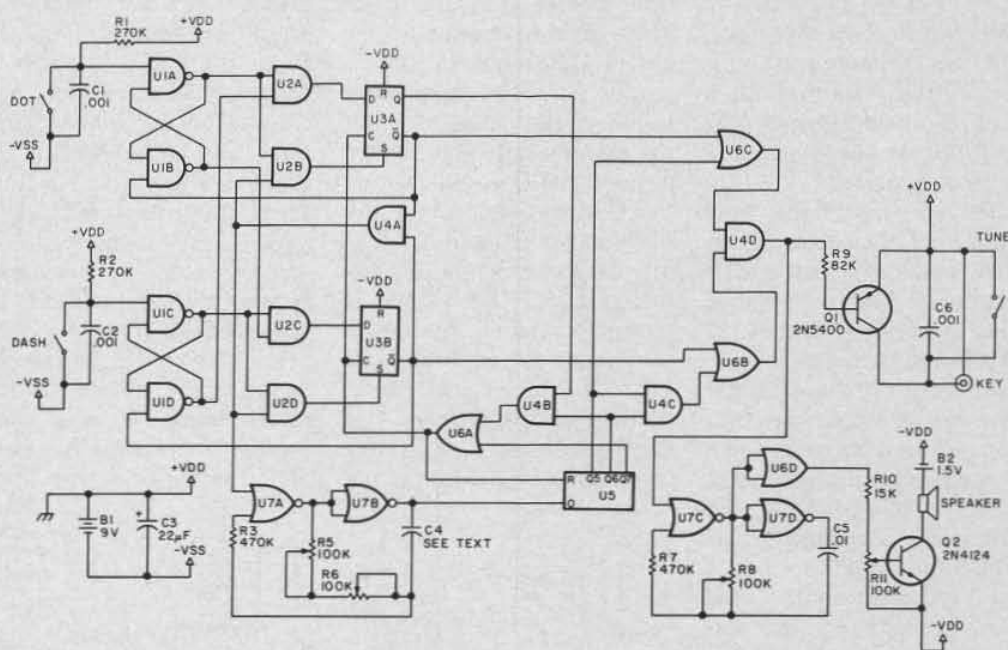 R1
270K
+VDD
C1
.001
DOT
-VSS
U1A
U1B
U2A
U2B
-VDD
R
D
Q
U3A
C
Q̅
S
U4A
+VDD
R2
270K
C2
.001
DASH
-VSS
U1C
U1D
U2C
U2D
-VDD
R
D
U3B
C
Q̅
S
U6C
U4D
R9
82K
Q1
2N5400
+VDD
TUNE
C6
.001
KEY
U6B
U4B
U4C
U6A
R
Q5
Q6
Q7
U5
+VDD
B1
9V
C3
22µF
-VSS
U7A
U7B
R3
470K
R5
100K
R6
100K
C4
SEE TEXT
U7C
U6D
U7D
C5
.01
R7
470K
R8
100K
R10
15K
R11
100K
-VDD
B2
1.5V
SPEAKER
Q2
2N4124
-VDD